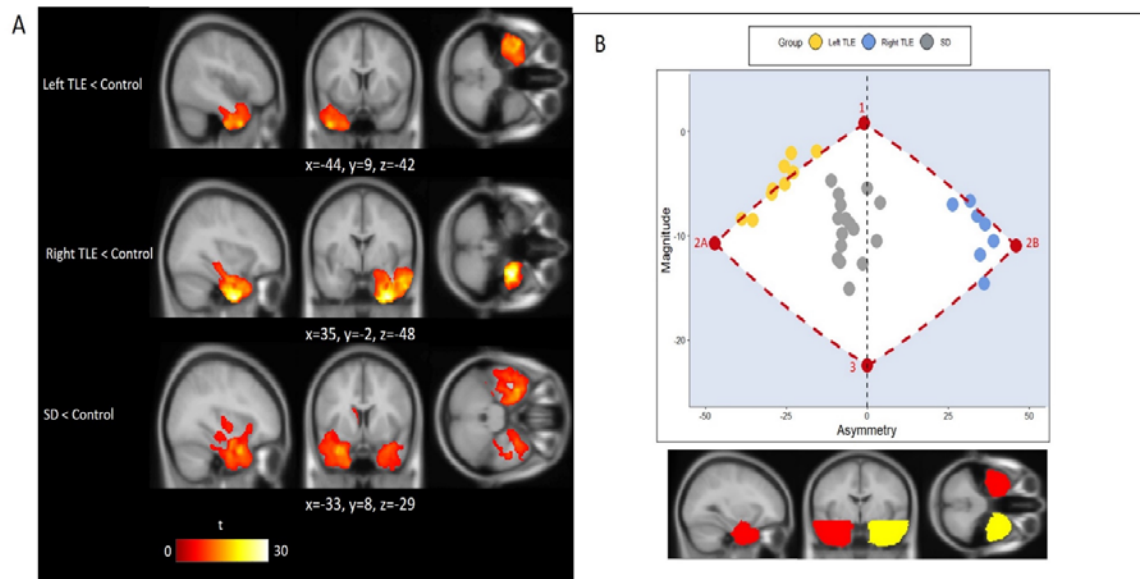 A
Left TLE < Control
x=-44, y=9, z=-42
Right TLE < Control
x=35, y=-2, z=-48
SD < Control
x=-33, y=8, z=-29
t
0 30
B
Group Left TLE Right TLE SD
1
0
-10
-20
Magnitude
2A
2B
3
-50 -25 0 25 50
Asymmetry